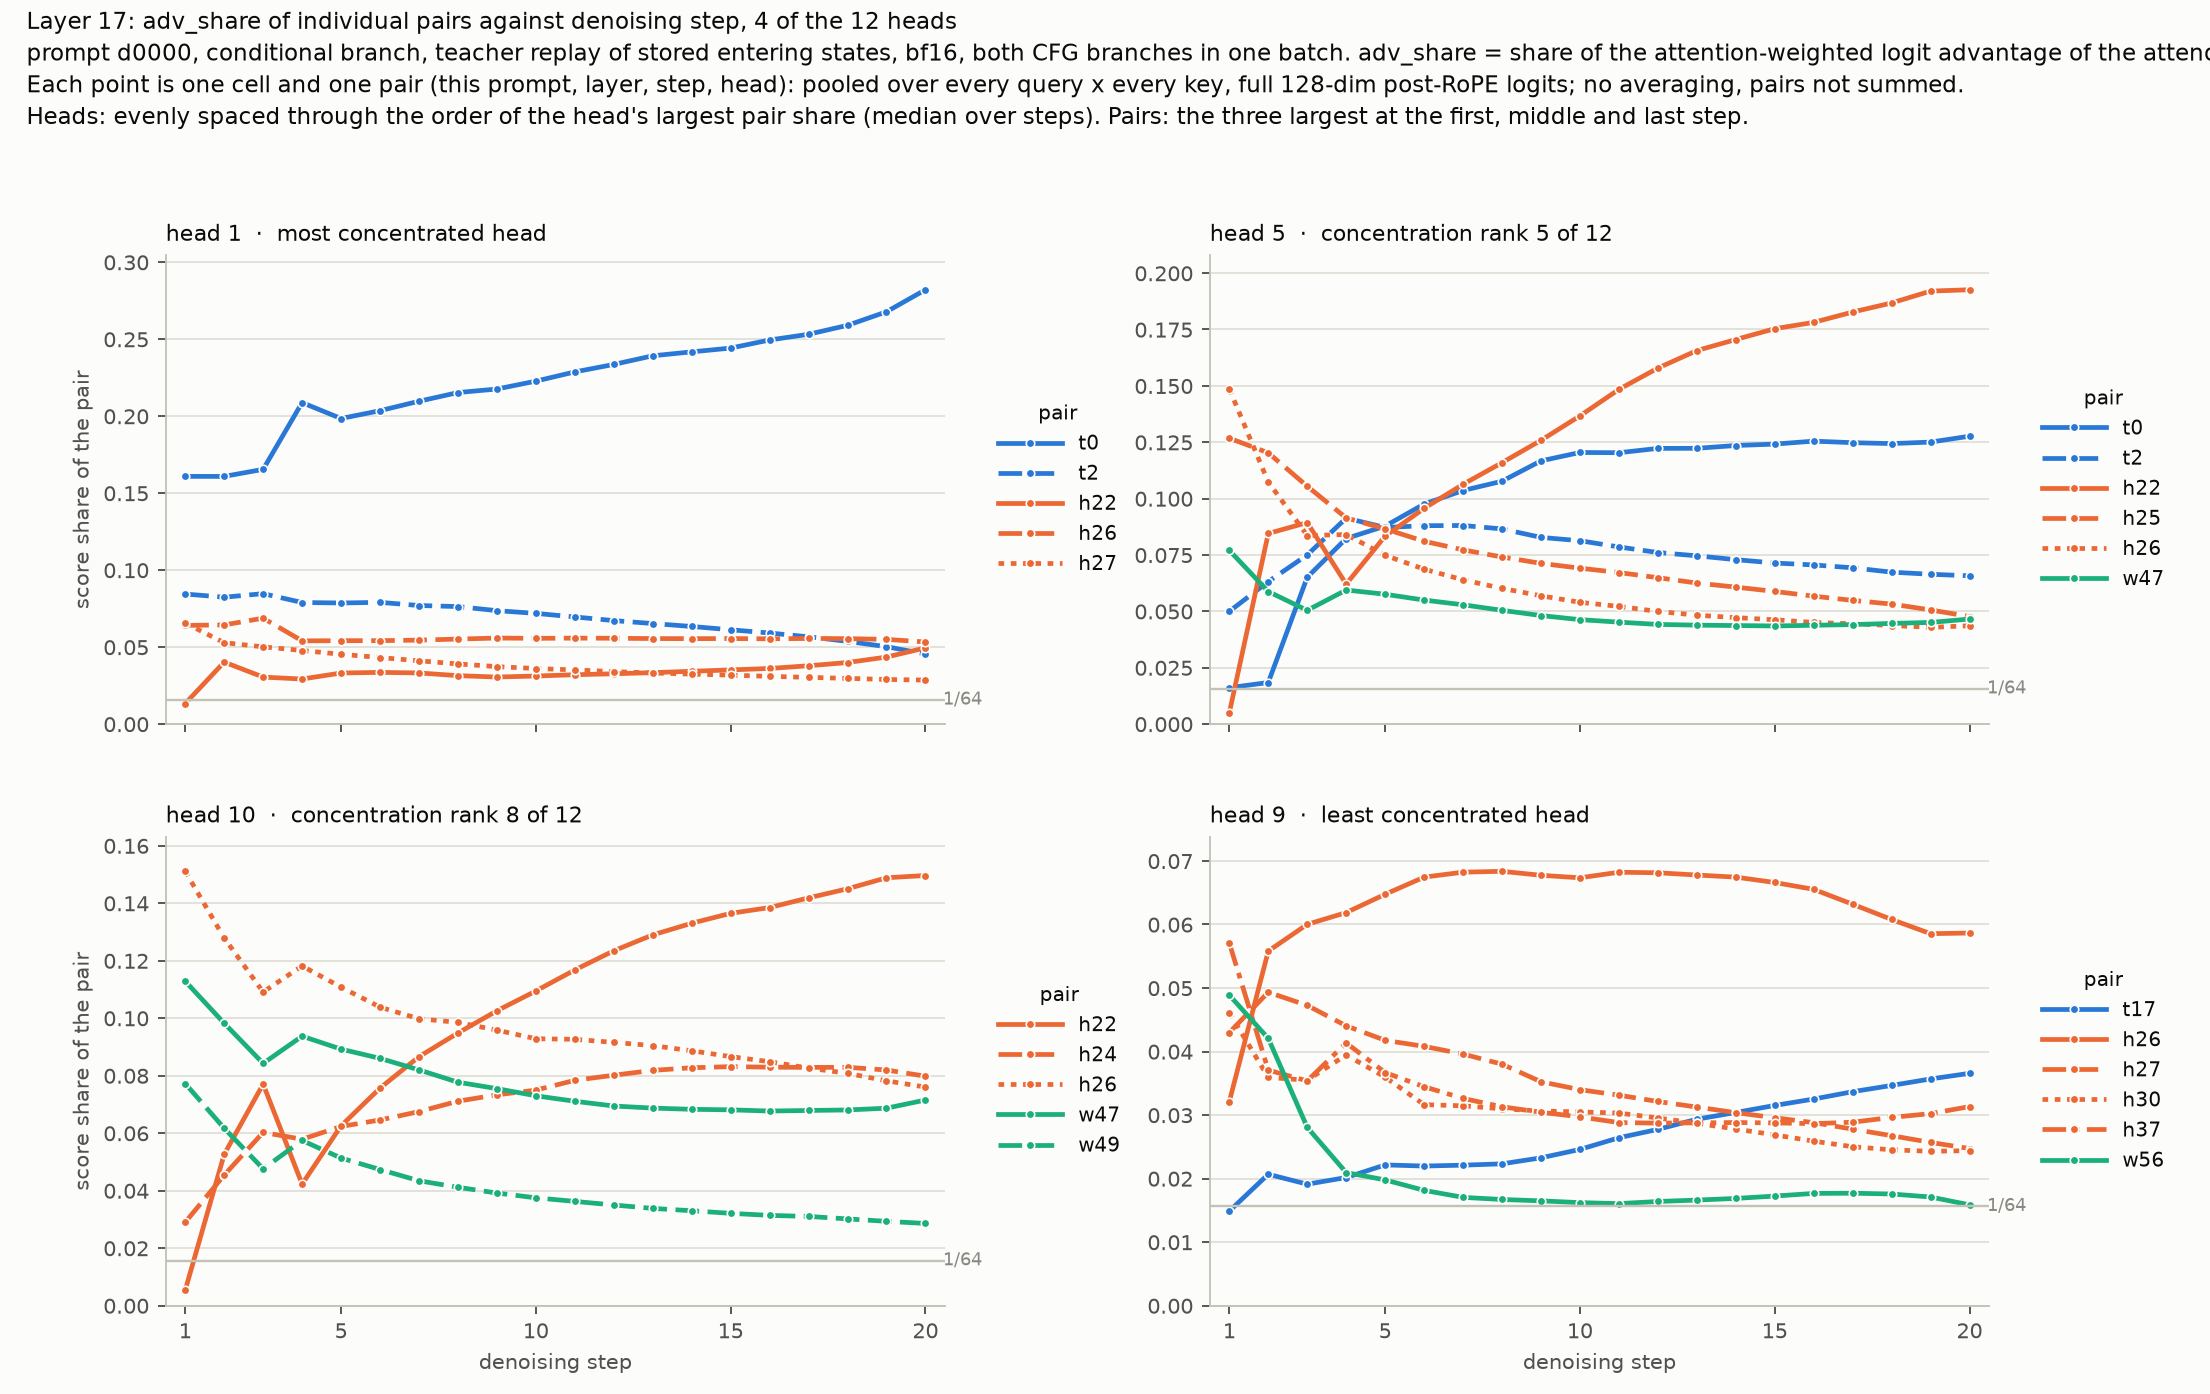 Layer 17: adv_share of individual pairs against denoising step, 4 of the 12 heads
prompt d0000, conditional branch, teacher replay of stored entering states, bf16, both CFG branches in one batch. adv_share = share of the attention-weighted logit advantage of the attend
Each point is one cell and one pair (this prompt, layer, step, head): pooled over every query x every key, full 128-dim post-RoPE logits; no averaging, pairs not summed.
Heads: evenly spaced through the order of the head's largest pair share (median over steps). Pairs: the three largest at the first, middle and last step.
head 1 · most concentrated head
score share of the pair
0.30
0.25
0.20
0.15
0.10
0.05
0.00
1/64
pair
t0
t2
h22
h26
h27
head 5 · concentration rank 5 of 12
0.200
0.175
0.150
0.125
0.100
0.075
0.050
0.025
0.000
1/64
pair
t0
t2
h22
h25
h26
w47
head 10 · concentration rank 8 of 12
score share of the pair
0.16
0.14
0.12
0.10
0.08
0.06
0.04
0.02
0.00
1/64
1 5 10 15 20
denoising step
pair
h22
h24
h26
w47
w49
head 9 · least concentrated head
0.07
0.06
0.05
0.04
0.03
0.02
0.01
0.00
1/64
1 5 10 15 20
denoising step
pair
t17
h26
h27
h30
h37
w56